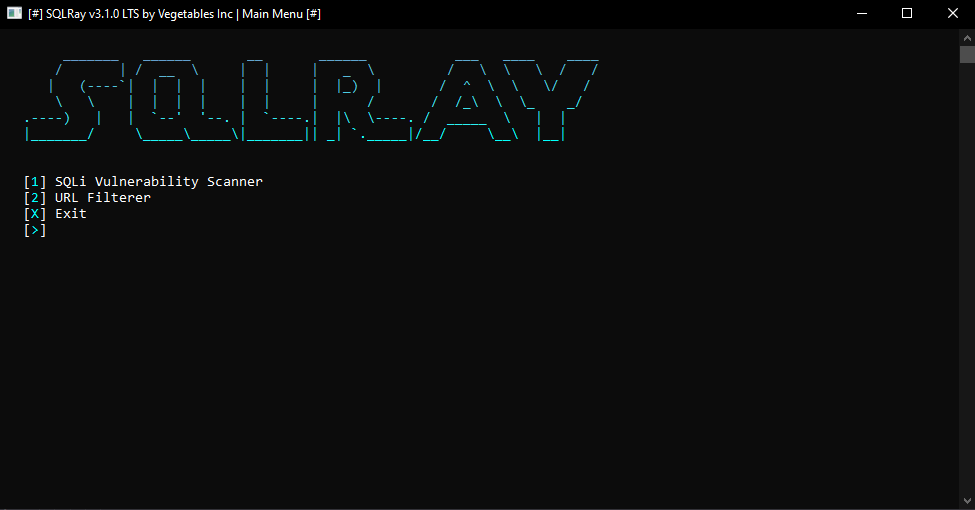 [#] SQLRay v3.1.0 LTS by Vegetables Inc | Main Menu [#]
SQLRAY
[1] SQLi Vulnerability Scanner
[2] URL Filterer
[X] Exit
[>]